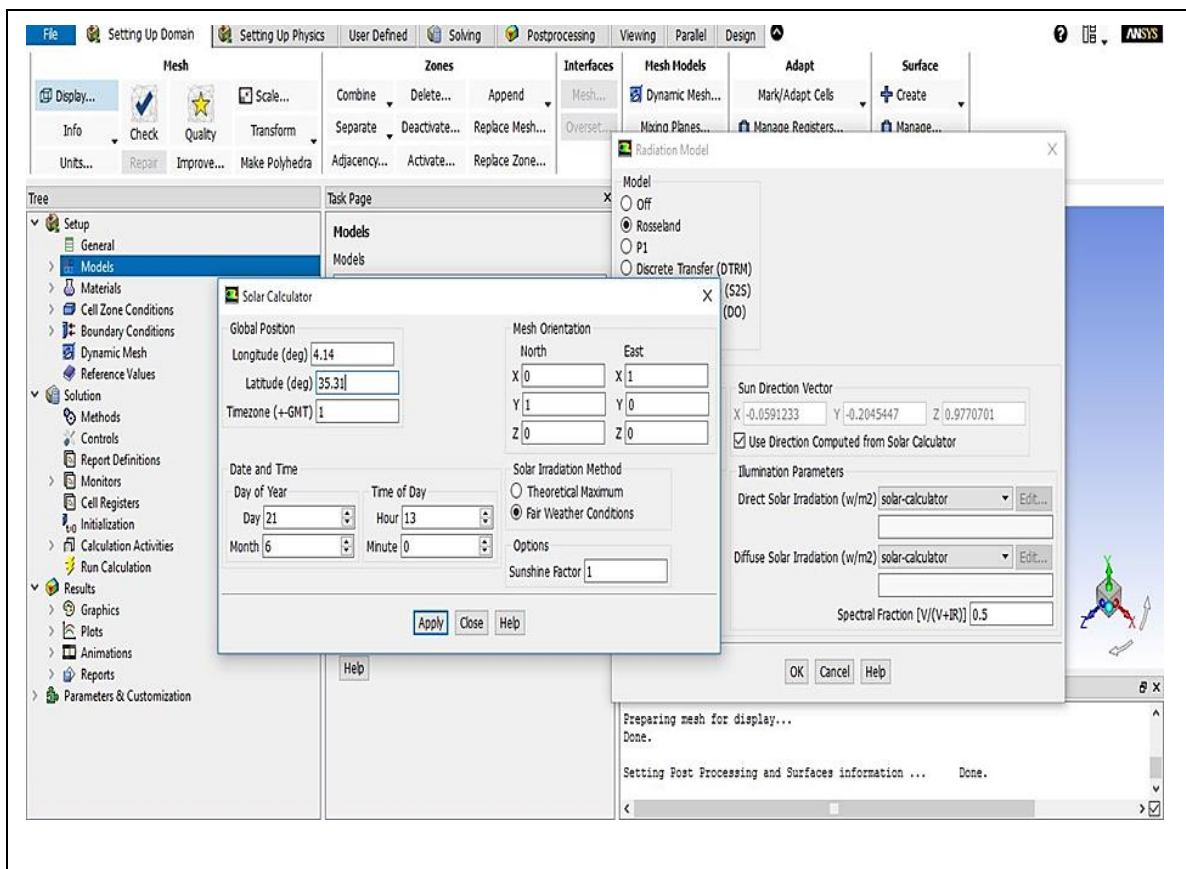 File Setting Up Domain Setting Up Physics User Defined Solving Postprocessing Viewing Parallel Design ANSYS
Mesh Zones Interfaces Mesh Models Adapt Surface
Display... Scale... Combine Delete... Append Mesh... Dynamic Mesh... Mark/Adapt Cells Create
Info Check Quality Transform Separate Deactivate... Replace Mesh... Overset... Mixing Planes... Manage Registers... Manage...
Units... Repair Improve... Make Polyhedra Adjacency... Activate... Replace Zone...
Tree
Setup
General
Models
Materials
Cell Zone Conditions
Boundary Conditions
Dynamic Mesh
Reference Values
Solution
Methods
Controls
Report Definitions
Monitors
Cell Registers
Initialization
Calculation Activities
Run Calculation
Results
Graphics
Plots
Animations
Reports
Parameters & Customization
Task Page X
Models
Models
Help
Solar Calculator X
Global Position
Longitude (deg) 4.14
Latitude (deg) 35.31
Timezone (+-GMT) 1
Mesh Orientation
North East
X 0 X 1
Y 1 Y 0
Z 0 Z 0
Date and Time
Day of Year Time of Day
Day 21 Hour 13
Month 6 Minute 0
Solar Irradiation Method
Theoretical Maximum
Fair Weather Conditions
Options
Sunshine Factor 1
Apply Close Help
Radiation Model X
Model
Off
Rosseland
P1
Discrete Transfer (DTRM)
(S2S)
(DO)
Sun Direction Vector
X -0.0591233 Y -0.2045447 Z 0.9770701
Use Direction Computed from Solar Calculator
Illumination Parameters
Direct Solar Irradiation (w/m2) solar-calculator Edit...
Diffuse Solar Irradiation (w/m2) solar-calculator Edit...
Spectral Fraction [V/(V+IR)] 0.5
OK Cancel Help
Y
Z X
Preparing mesh for display...
Done.
Setting Post Processing and Surfaces information ... Done.